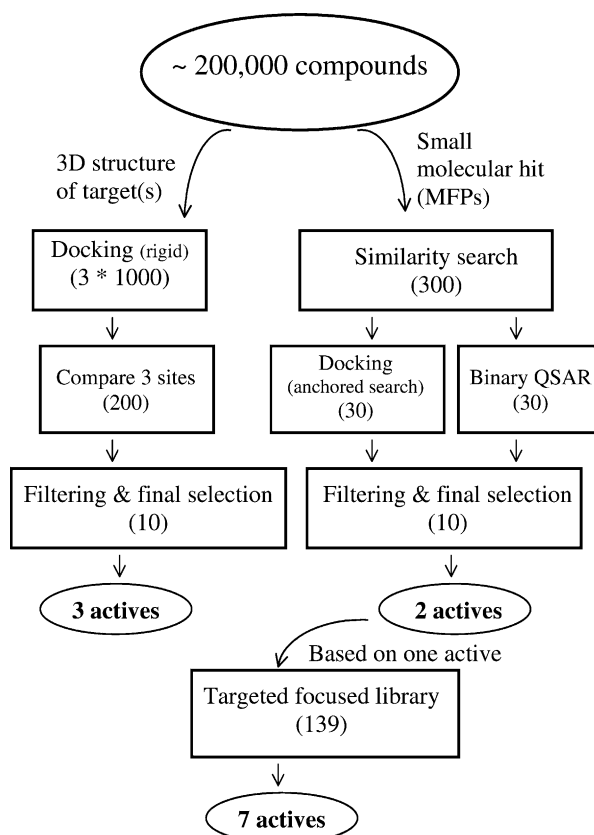 ~ 200,000 compounds
3D structure
of target(s)
Small
molecular hit
(MFPs)
Docking (rigid)
(3 * 1000)
Similarity search
(300)
Compare 3 sites
(200)
Docking
(anchored search)
(30)
Binary QSAR
(30)
Filtering & final selection
(10)
Filtering & final selection
(10)
3 actives
2 actives
Based on one active
Targeted focused library
(139)
7 actives